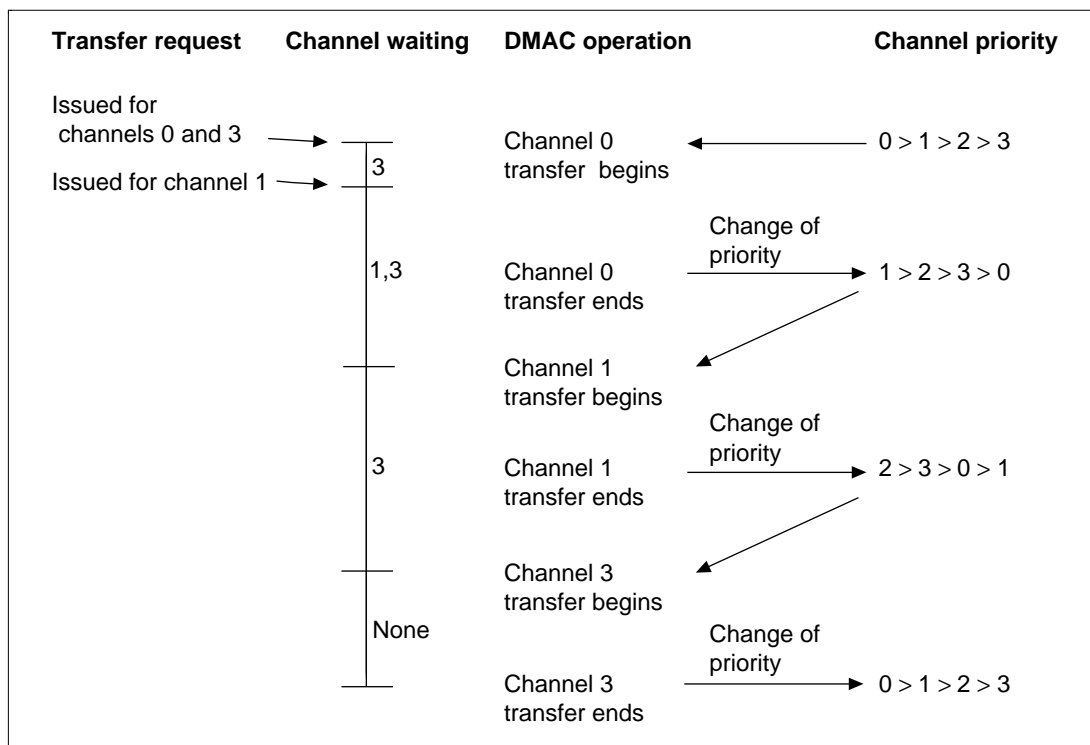 Transfer request Channel waiting DMAC operation Channel priority
Issued for
channels 0 and 3
Channel 0
transfer begins
0 > 1 > 2 > 3
3
Issued for channel 1
1,3
Channel 0
transfer ends
Change of
priority
1 > 2 > 3 > 0
Channel 1
transfer begins
3
Channel 1
transfer ends
Change of
priority
2 > 3 > 0 > 1
Channel 3
transfer begins
None
Channel 3
transfer ends
Change of
priority
0 > 1 > 2 > 3